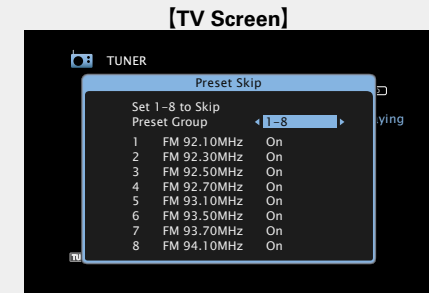 【TV Screen】
TUNER
Preset Skip
Set 1-8 to Skip
Preset Group 1-8
1 FM 92.10MHz On
2 FM 92.30MHz On
3 FM 92.50MHz On
4 FM 92.70MHz On
5 FM 93.10MHz On
6 FM 93.50MHz On
7 FM 93.70MHz On
8 FM 94.10MHz On
ying
TU